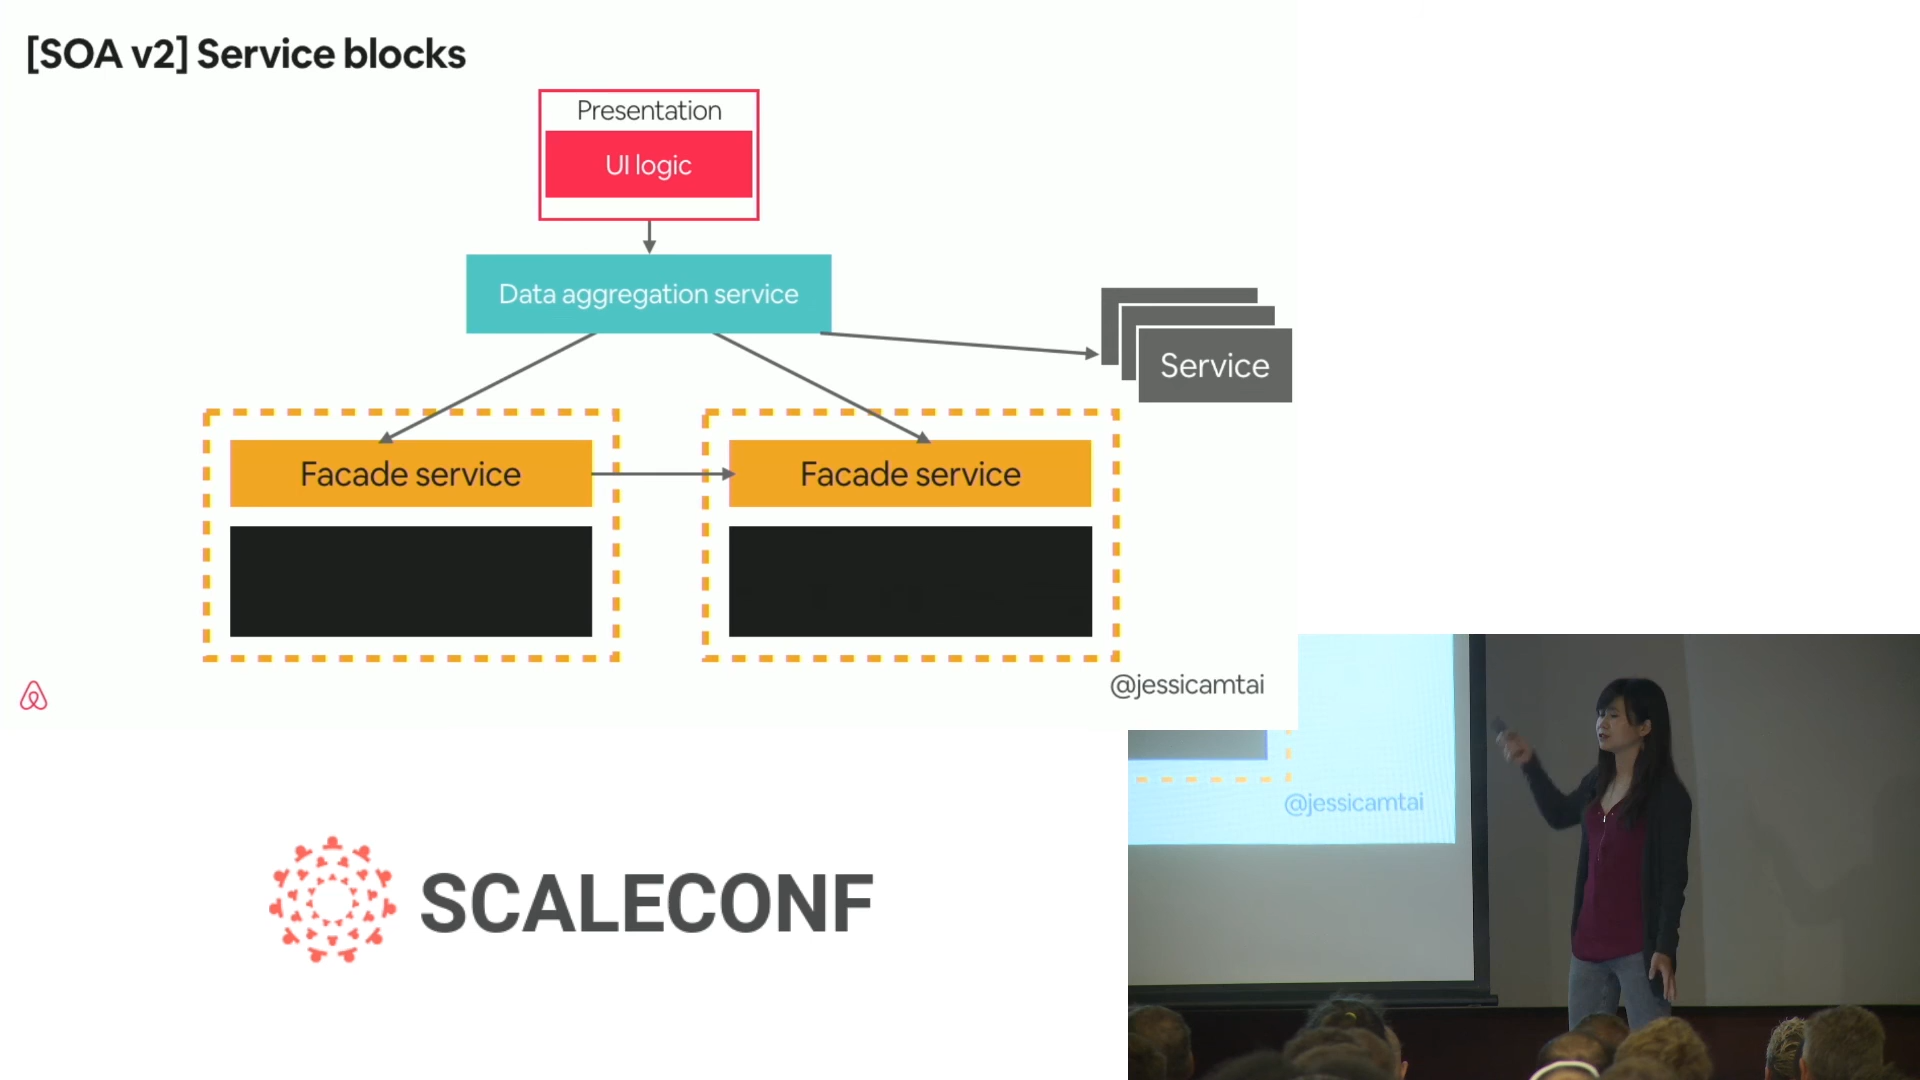 [SOA v2] Service blocks
Presentation
UI logic
Data aggregation service
Service
Facade service
Facade service
@jessicamtai
@jessicamtai
SCALECONF